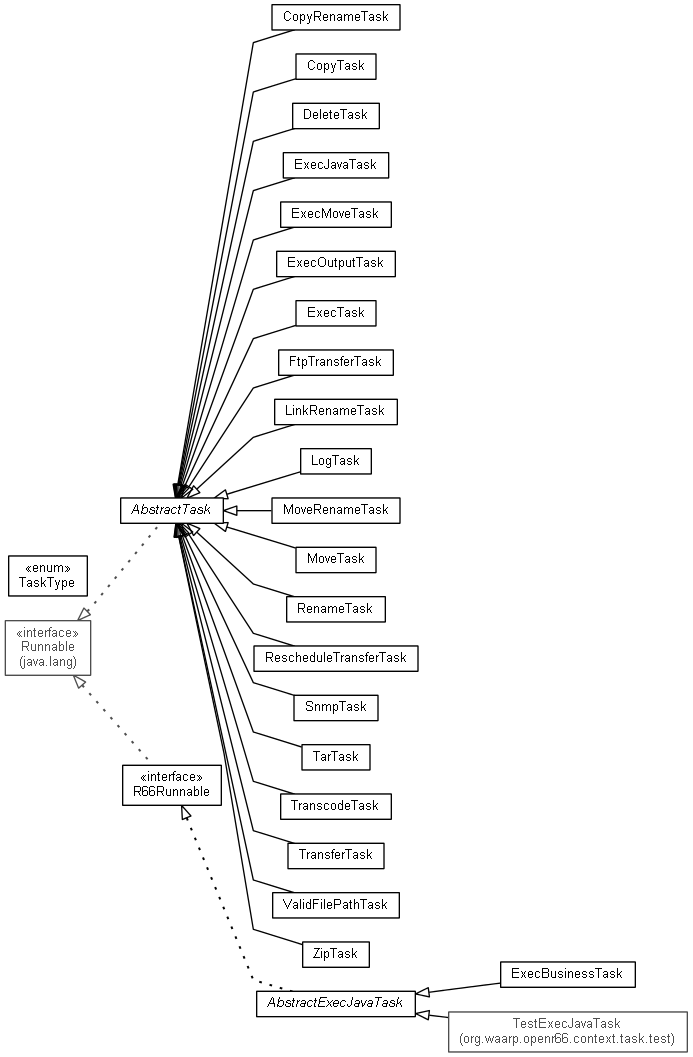 CopyRenameTask
CopyTask
DeleteTask
ExecJavaTask
ExecMoveTask
ExecOutputTask
ExecTask
FtpTransferTask
LinkRenameTask
LogTask
AbstractTask
MoveRenameTask
MoveTask
«enum»
TaskType
RenameTask
«interface»
Runnable
(java.lang)
RescheduleTransferTask
SnmpTask
TarTask
«interface»
R66Runnable
TranscodeTask
TransferTask
ValidFilePathTask
ZipTask
ExecBusinessTask
AbstractExecJavaTask
TestExecJavaTask
(org.waarp.openr66.context.task.test)